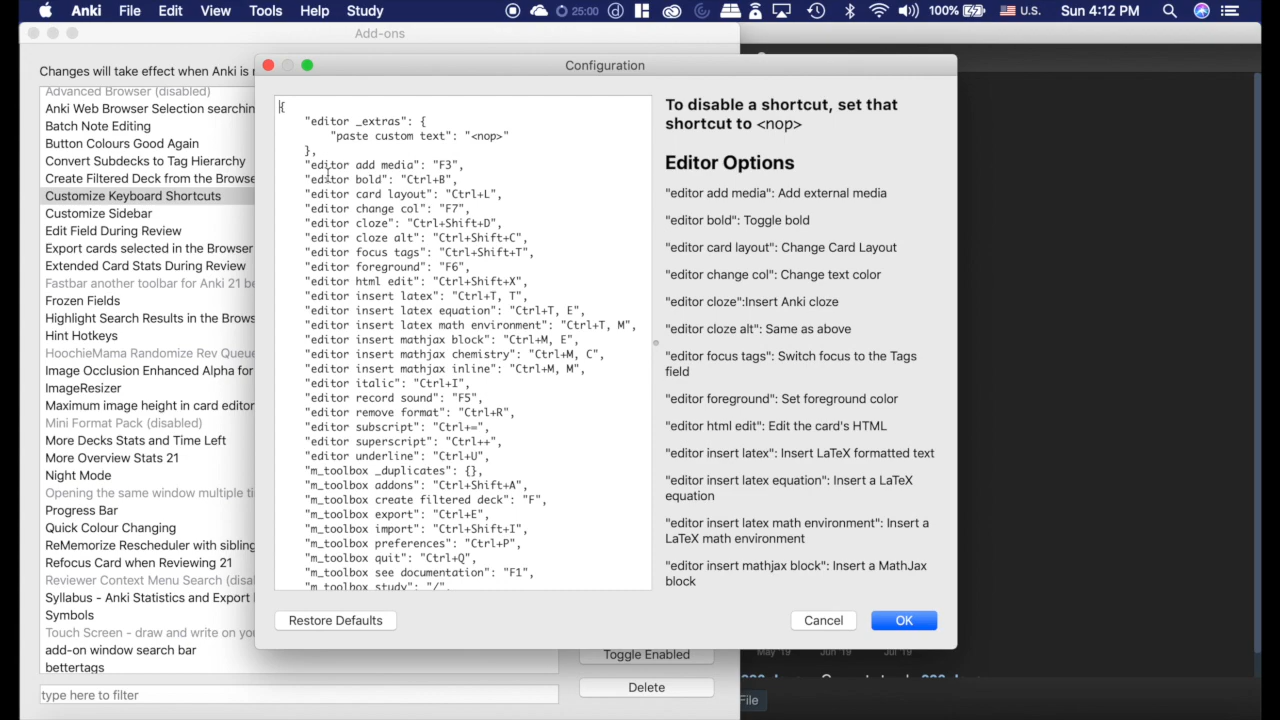 Anki File Edit View Tools Help Study 25:00 100% U.S. Sun 4:12 PM
Add-ons
Changes will take effect when Anki is
Advanced Browser (disabled)
Anki Web Browser Selection searchin
Batch Note Editing
Button Colours Good Again
Convert Subdecks to Tag Hierarchy
Create Filtered Deck from the Browse
Customize Keyboard Shortcuts
Customize Sidebar
Edit Field During Review
Export cards selected in the Browser
Extended Card Stats During Review
Fastbar another toolbar for Anki 21 be
Frozen Fields
Highlight Search Results in the Brows
Hint Hotkeys
HoochieMama Randomize Rev Queue
Image Occlusion Enhanced Alpha for
ImageResizer
Maximum image height in card editor
Mini Format Pack (disabled)
More Decks Stats and Time Left
More Overview Stats 21
Night Mode
Opening the same window multiple ti
Progress Bar
Quick Colour Changing
ReMemorize Rescheduler with sibling
Refocus Card when Reviewing 21
Reviewer Context Menu Search (disa
Syllabus - Anki Statistics and Export
Symbols
Touch Screen - draw and write on yo
add-on window search bar
bettertags
type here to filter
Toggle Enabled
Delete
Configuration
{
"editor _extras": {
"paste custom text": "<nop>"
},
"editor add media": "F3",
"editor bold": "Ctrl+B",
"editor card layout": "Ctrl+L",
"editor change col": "F7",
"editor cloze": "Ctrl+Shift+D",
"editor cloze alt": "Ctrl+Shift+C",
"editor focus tags": "Ctrl+Shift+T",
"editor foreground": "F6",
"editor html edit": "Ctrl+Shift+X",
"editor insert latex": "Ctrl+T, T",
"editor insert latex equation": "Ctrl+T, E",
"editor insert latex math environment": "Ctrl+T, M",
"editor insert mathjax block": "Ctrl+M, E",
"editor insert mathjax chemistry": "Ctrl+M, C",
"editor insert mathjax inline": "Ctrl+M, M",
"editor italic": "Ctrl+I",
"editor record sound": "F5",
"editor remove format": "Ctrl+R",
"editor subscript": "Ctrl+=",
"editor superscript": "Ctrl++",
"editor underline": "Ctrl+U",
"m_toolbox _duplicates": {},
"m_toolbox addons": "Ctrl+Shift+A",
"m_toolbox create filtered deck": "F",
"m_toolbox export": "Ctrl+E",
"m_toolbox import": "Ctrl+Shift+I",
"m_toolbox preferences": "Ctrl+P",
"m_toolbox quit": "Ctrl+Q",
"m_toolbox see documentation": "F1",
"m_toolbox study": "/",
To disable a shortcut, set that
shortcut to <nop>
Editor Options
"editor add media": Add external media
"editor bold": Toggle bold
"editor card layout": Change Card Layout
"editor change col": Change text color
"editor cloze":Insert Anki cloze
"editor cloze alt": Same as above
"editor focus tags": Switch focus to the Tags
field
"editor foreground": Set foreground color
"editor html edit": Edit the card's HTML
"editor insert latex": Insert LaTeX formatted text
"editor insert latex equation": Insert a LaTeX
equation
"editor insert latex math environment": Insert a
LaTeX math environment
"editor insert mathjax block": Insert a MathJax
block
Restore Defaults
Cancel
OK
May '19 Jun '19 Jul '19
File